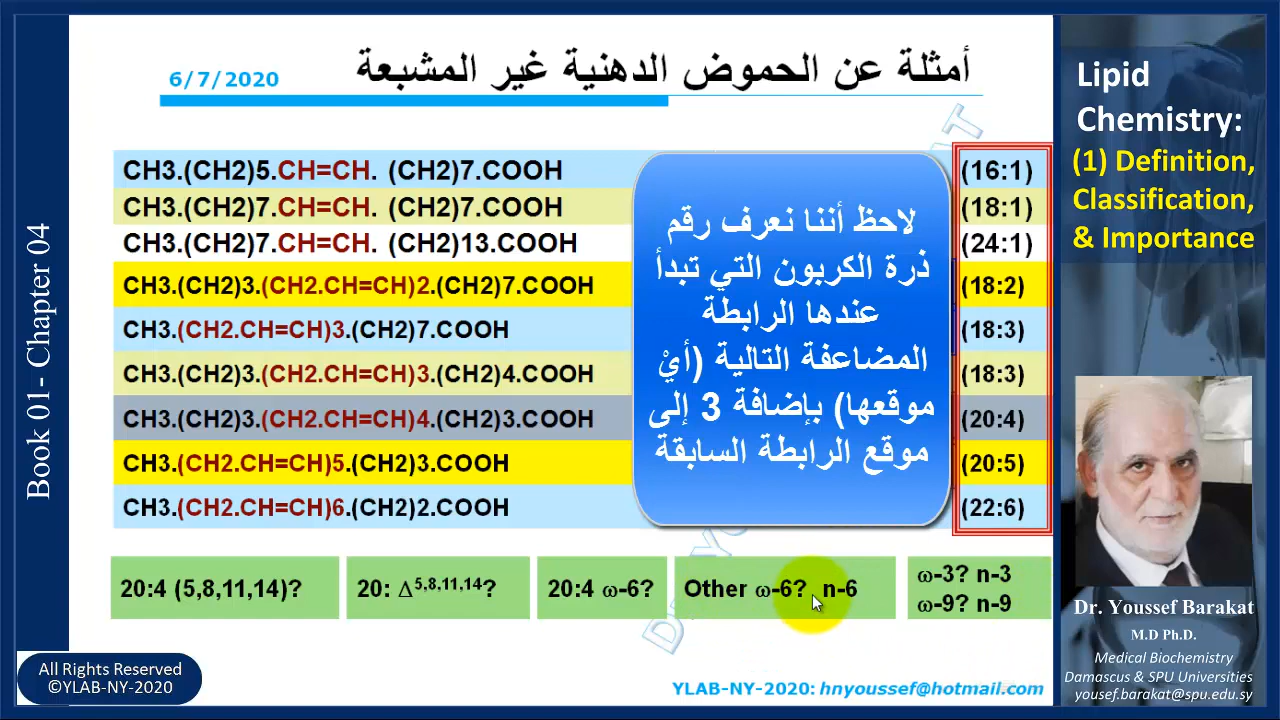 Book 01- Chapter 04
أمثلة عن الحموض الدهنية غير المشبعة
6/7/2020
CH3.(CH2)5.CH=CH. (CH2)7.COOH (16:1)
CH3.(CH2)7.CH=CH. (CH2)7.COOH (18:1)
CH3.(CH2)7.CH=CH. (CH2)13.COOH (24:1)
CH3.(CH2)3.(CH2.CH=CH)2.(CH2)7.COOH (18:2)
CH3.(CH2.CH=CH)3.(CH2)7.COOH (18:3)
CH3.(CH2)3.(CH2.CH=CH)3.(CH2)4.COOH (18:3)
CH3.(CH2)3.(CH2.CH=CH)4.(CH2)3.COOH (20:4)
CH3.(CH2.CH=CH)5.(CH2)3.COOH (20:5)
CH3.(CH2.CH=CH)6.(CH2)2.COOH (22:6)
لاحظ أننا نعرف رقم
ذرة الكربون التي تبدأ
عندها الرابطة
المضاعفة التالية (أيْ
موقعها) بإضافة 3 إلى
موقع الرابطة السابقة
20:4 (5,8,11,14)?
20: Δ5,8,11,14?
20:4 ω-6?
Other ω-6? n-6
ω-3? n-3
ω-9? n-9
All Rights Reserved
©YLAB-NY-2020
YLAB-NY-2020: hnyoussef@hotmail.com
Lipid
Chemistry:
(1) Definition,
Classification,
& Importance
Dr. Youssef Barakat
M.D Ph.D.
Medical Biochemistry
Damascus & SPU Universities
yousef.barakat@spu.edu.sy